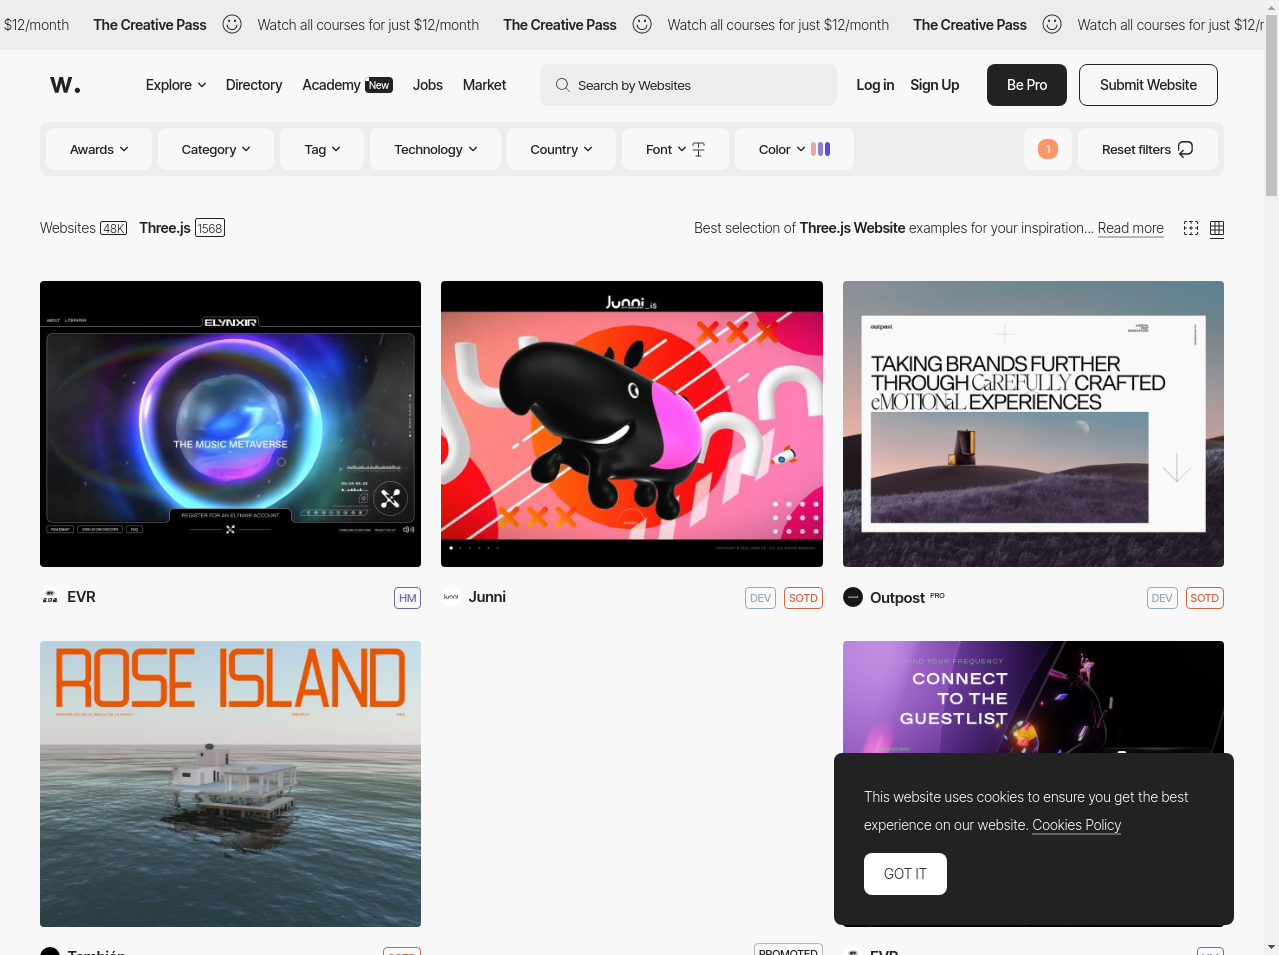 $12/month The Creative Pass Watch all courses for just $12/month The Creative Pass Watch all courses for just $12/month The Creative Pass Watch all courses for just $12/
W. Explore Directory Academy New Jobs Market Search by Websites Log in Sign Up Be Pro Submit Website
Awards Category Tag Technology Country Font Color 1 Reset filters
Websites 48K Three.js 1568 Best selection of Three.js Website examples for your inspiration... Read more
ELYNXIR
THE MUSIC METAVERSE
REGISTER FOR AN ELYNXIR ACCOUNT
Junni_is
outpost
TAKING BRANDS FURTHER
THROUGH CaREFULLY CRAFTED
eMOTIONaL EXPERIENCES
EVR HM
Junni DEV SOTD
Outpost PRO DEV SOTD
ROSE ISLAND
FIND YOUR FREQUENCY
CONNECT
TO THE
GUESTLIST
This website uses cookies to ensure you get the best
experience on our website. Cookies Policy
GOT IT
También SOTD
PROMOTED
EVR HM